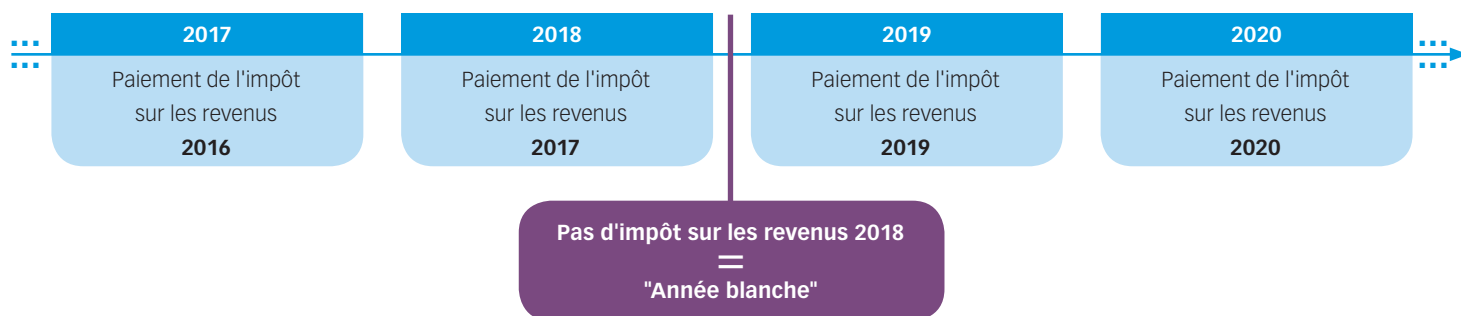 2017
Paiement de l'impôt
sur les revenus
2016
2018
Paiement de l'impôt
sur les revenus
2017
2019
Paiement de l'impôt
sur les revenus
2019
2020
Paiement de l'impôt
sur les revenus
2020
Pas d'impôt sur les revenus 2018
=
"Année blanche"